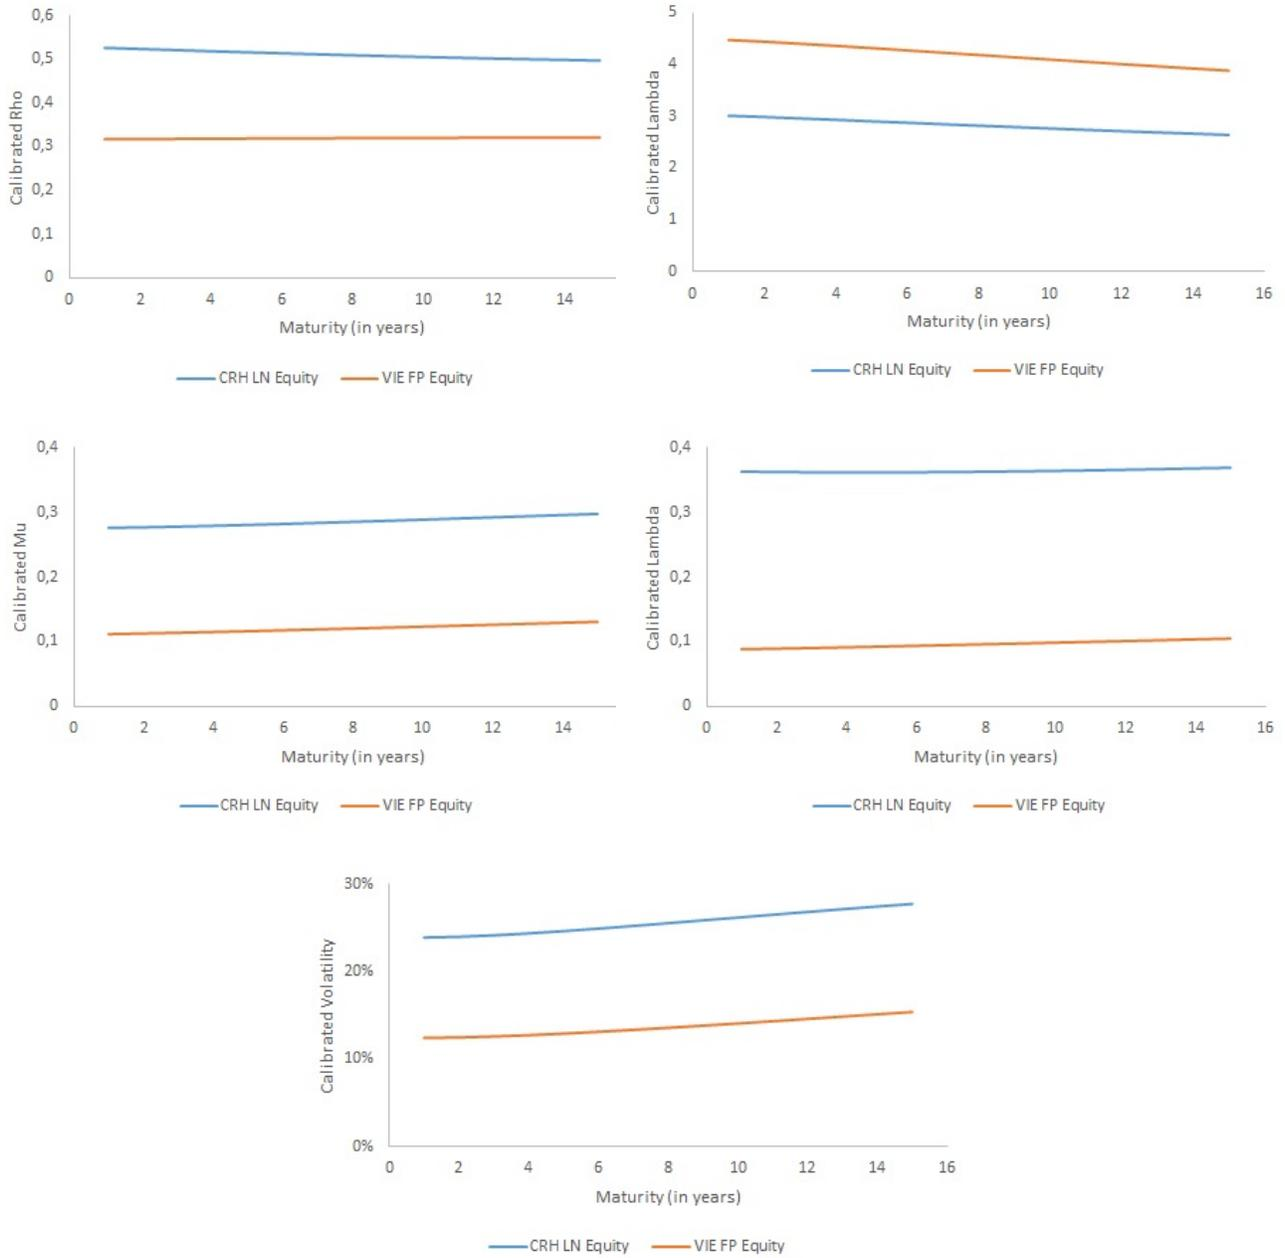 0,6
0,5
0,4
0,3
0,2
0,1
0
Calibrated Rho
0 2 4 6 8 10 12 14
Maturity (in years)
CRH LN Equity VIE FP Equity
5
4
3
2
1
0
Calibrated Lambda
0 2 4 6 8 10 12 14 16
Maturity (in years)
CRH LN Equity VIE FP Equity
0,4
0,3
0,2
0,1
0
Calibrated Mu
0 2 4 6 8 10 12 14
Maturity (in years)
CRH LN Equity VIE FP Equity
0,4
0,3
0,2
0,1
0
Calibrated Lambda
0 2 4 6 8 10 12 14 16
Maturity (in years)
CRH LN Equity VIE FP Equity
30%
20%
10%
0%
Calibrated Volatility
0 2 4 6 8 10 12 14 16
Maturity (in years)
CRH LN Equity VIE FP Equity